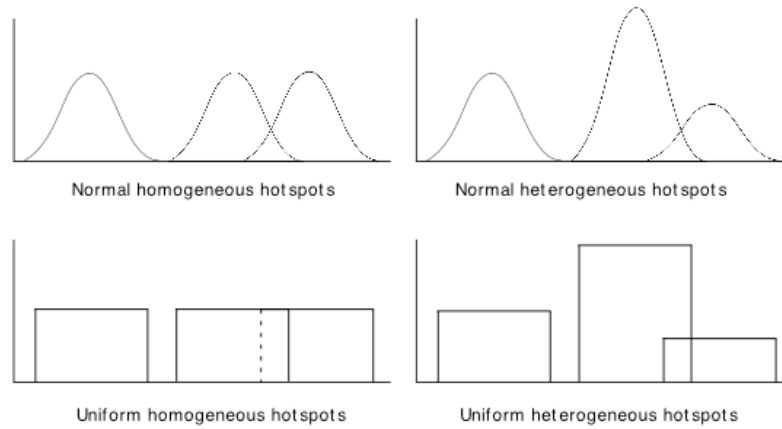 Normal homogeneous hotspots
Normal heterogeneous hotspots
Uniform homogeneous hotspots
Uniform heterogeneous hotspots